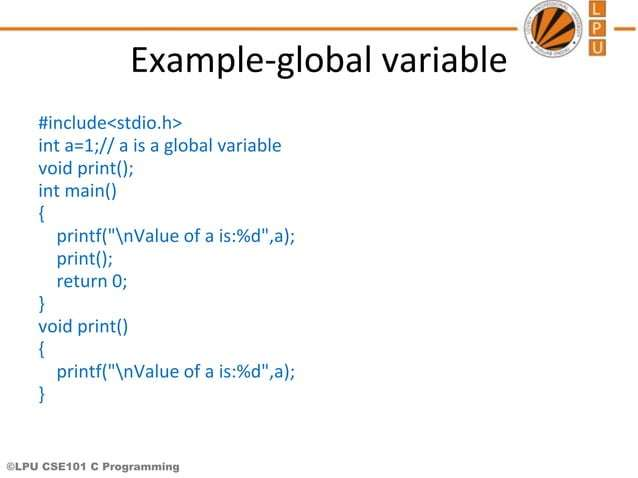 L
P
U
Example-global variable
#include<stdio.h>
int a=1;// a is a global variable
void print();
int main()
{
printf("\nValue of a is:%d",a);
print();
return 0;
}
void print()
{
printf("\nValue of a is:%d",a);
}
©LPU CSE101 C Programming